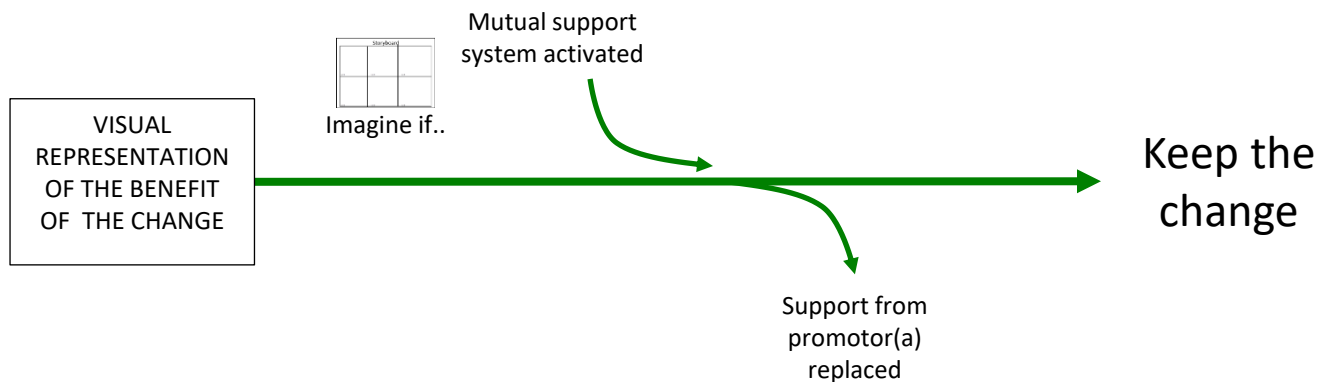 Storyboard
Imagine if..
Mutual support
system activated
VISUAL
REPRESENTATION
OF THE BENEFIT
OF THE CHANGE
Keep the
change
Support from
promotor(a)
replaced